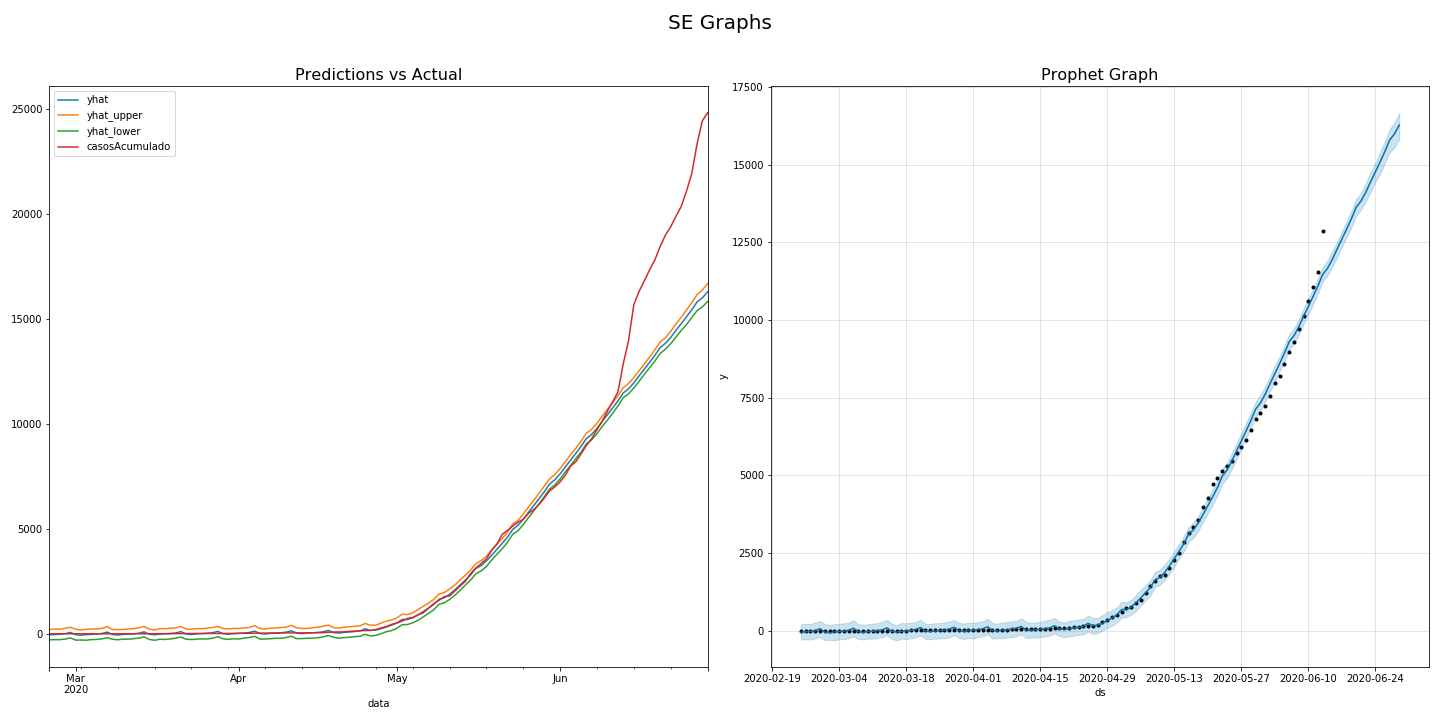 SE Graphs
Predictions vs Actual
yhat
yhat_upper
yhat_lower
casosAcumulado
25000
20000
15000
10000
5000
0
Mar Apr May Jun
2020
data
Prophet Graph
17500
15000
12500
10000
7500
5000
2500
0
y
2020-02-19 2020-03-04 2020-03-18 2020-04-01 2020-04-15 2020-04-29 2020-05-13 2020-05-27 2020-06-10 2020-06-24
ds